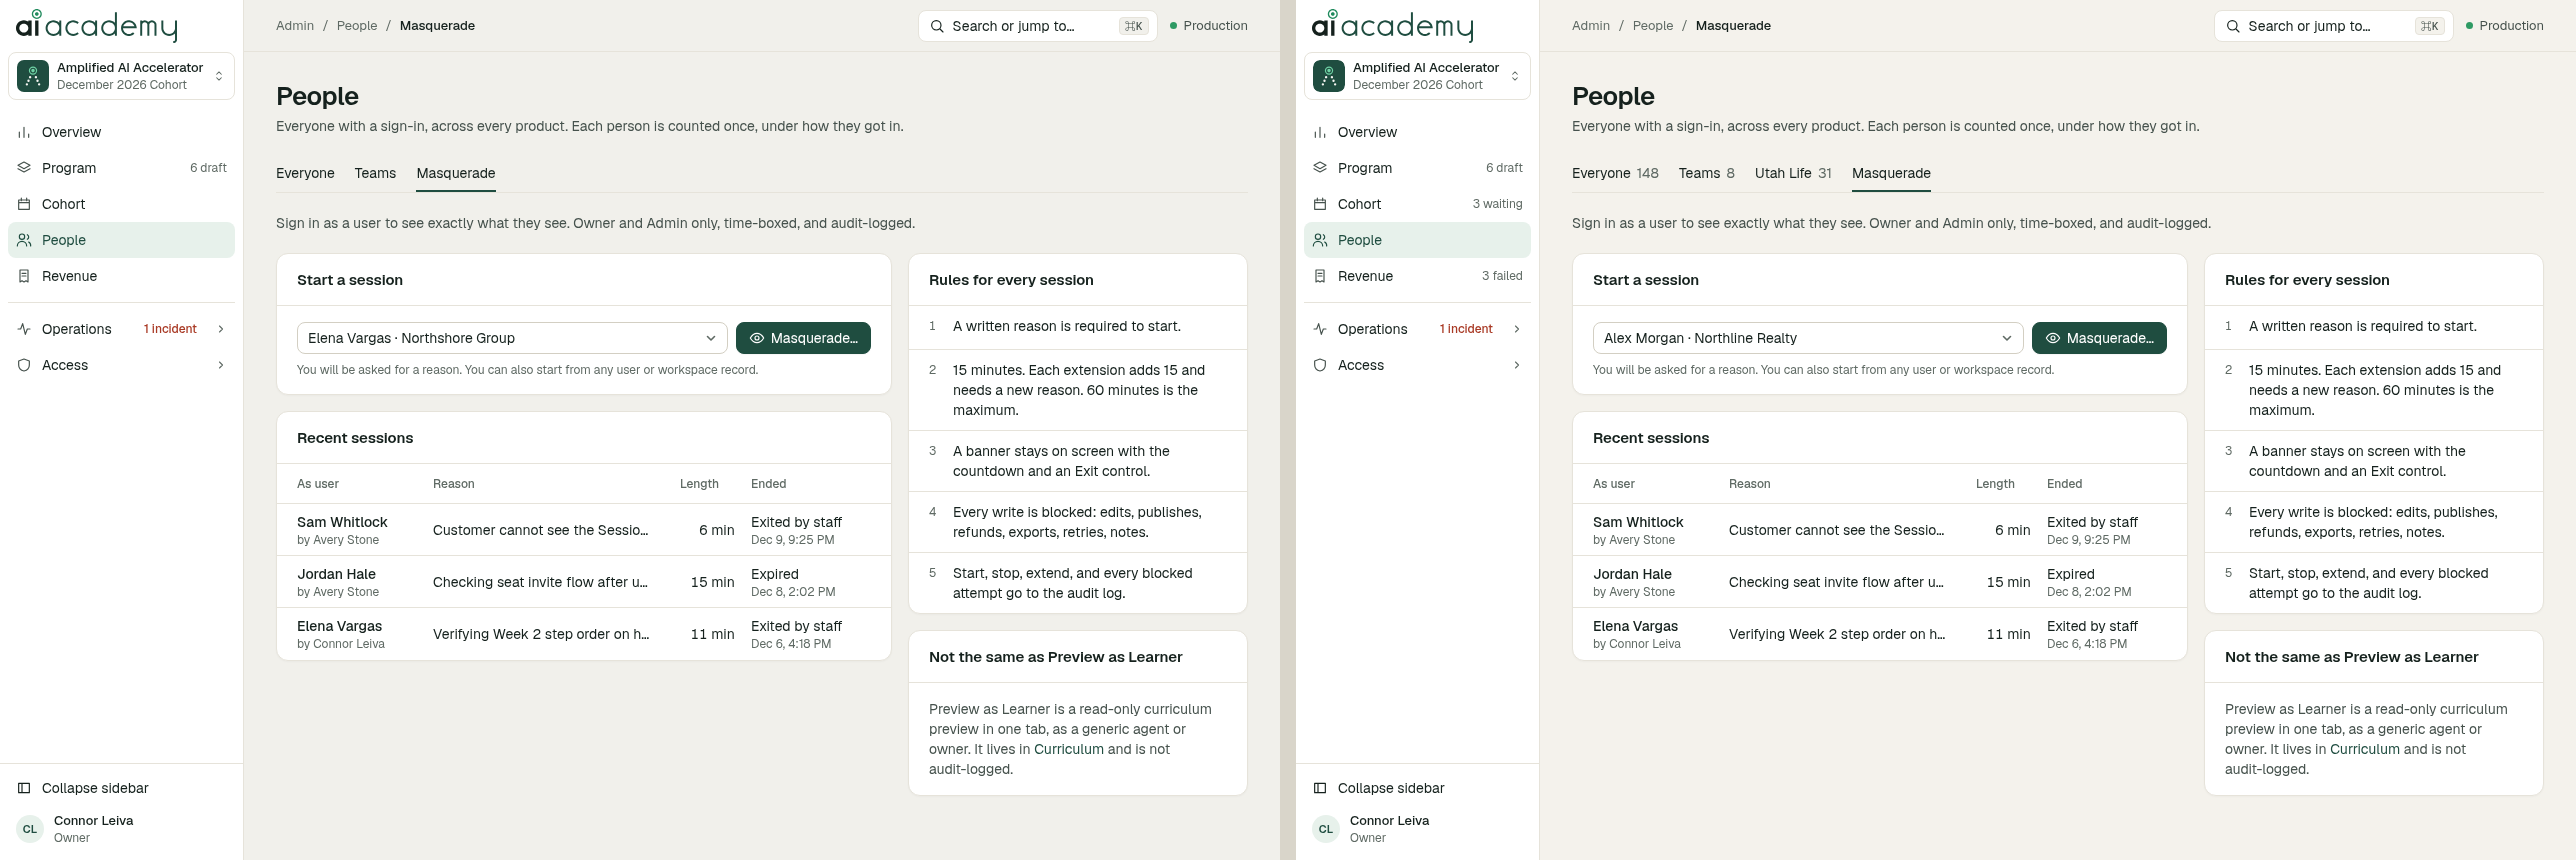 ai academy
Amplified AI Accelerator
December 2026 Cohort
Overview
Program 6 draft
Cohort
People
Revenue
Operations 1 incident
Access
Collapse sidebar
CL
Connor Leiva
Owner
Admin / People / Masquerade
Search or jump to... ⌘K
Production
People
Everyone with a sign-in, across every product. Each person is counted once, under how they got in.
Everyone Teams Masquerade
Sign in as a user to see exactly what they see. Owner and Admin only, time-boxed, and audit-logged.
Start a session
Elena Vargas · Northshore Group
Masquerade...
You will be asked for a reason. You can also start from any user or workspace record.
Recent sessions
As user Reason Length Ended
Sam Whitlock
by Avery Stone
Customer cannot see the Sessio...
6 min
Exited by staff
Dec 9, 9:25 PM
Jordan Hale
by Avery Stone
Checking seat invite flow after u...
15 min
Expired
Dec 8, 2:02 PM
Elena Vargas
by Connor Leiva
Verifying Week 2 step order on h...
11 min
Exited by staff
Dec 6, 4:18 PM
Rules for every session
1 A written reason is required to start.
2 15 minutes. Each extension adds 15 and
needs a new reason. 60 minutes is the
maximum.
3 A banner stays on screen with the
countdown and an Exit control.
4 Every write is blocked: edits, publishes,
refunds, exports, retries, notes.
5 Start, stop, extend, and every blocked
attempt go to the audit log.
Not the same as Preview as Learner
Preview as Learner is a read-only curriculum
preview in one tab, as a generic agent or
owner. It lives in Curriculum and is not
audit-logged.
ai academy
Amplified AI Accelerator
December 2026 Cohort
Overview
Program 6 draft
Cohort 3 waiting
People
Revenue 3 failed
Operations 1 incident
Access
Collapse sidebar
CL
Connor Leiva
Owner
Admin / People / Masquerade
Search or jump to... ⌘K
Production
People
Everyone with a sign-in, across every product. Each person is counted once, under how they got in.
Everyone 148 Teams 8 Utah Life 31 Masquerade
Sign in as a user to see exactly what they see. Owner and Admin only, time-boxed, and audit-logged.
Start a session
Alex Morgan · Northline Realty
Masquerade...
You will be asked for a reason. You can also start from any user or workspace record.
Recent sessions
As user Reason Length Ended
Sam Whitlock
by Avery Stone
Customer cannot see the Sessio...
6 min
Exited by staff
Dec 9, 9:25 PM
Jordan Hale
by Avery Stone
Checking seat invite flow after u...
15 min
Expired
Dec 8, 2:02 PM
Elena Vargas
by Connor Leiva
Verifying Week 2 step order on h...
11 min
Exited by staff
Dec 6, 4:18 PM
Rules for every session
1 A written reason is required to start.
2 15 minutes. Each extension adds 15 and
needs a new reason. 60 minutes is the
maximum.
3 A banner stays on screen with the
countdown and an Exit control.
4 Every write is blocked: edits, publishes,
refunds, exports, retries, notes.
5 Start, stop, extend, and every blocked
attempt go to the audit log.
Not the same as Preview as Learner
Preview as Learner is a read-only curriculum
preview in one tab, as a generic agent or
owner. It lives in Curriculum and is not
audit-logged.